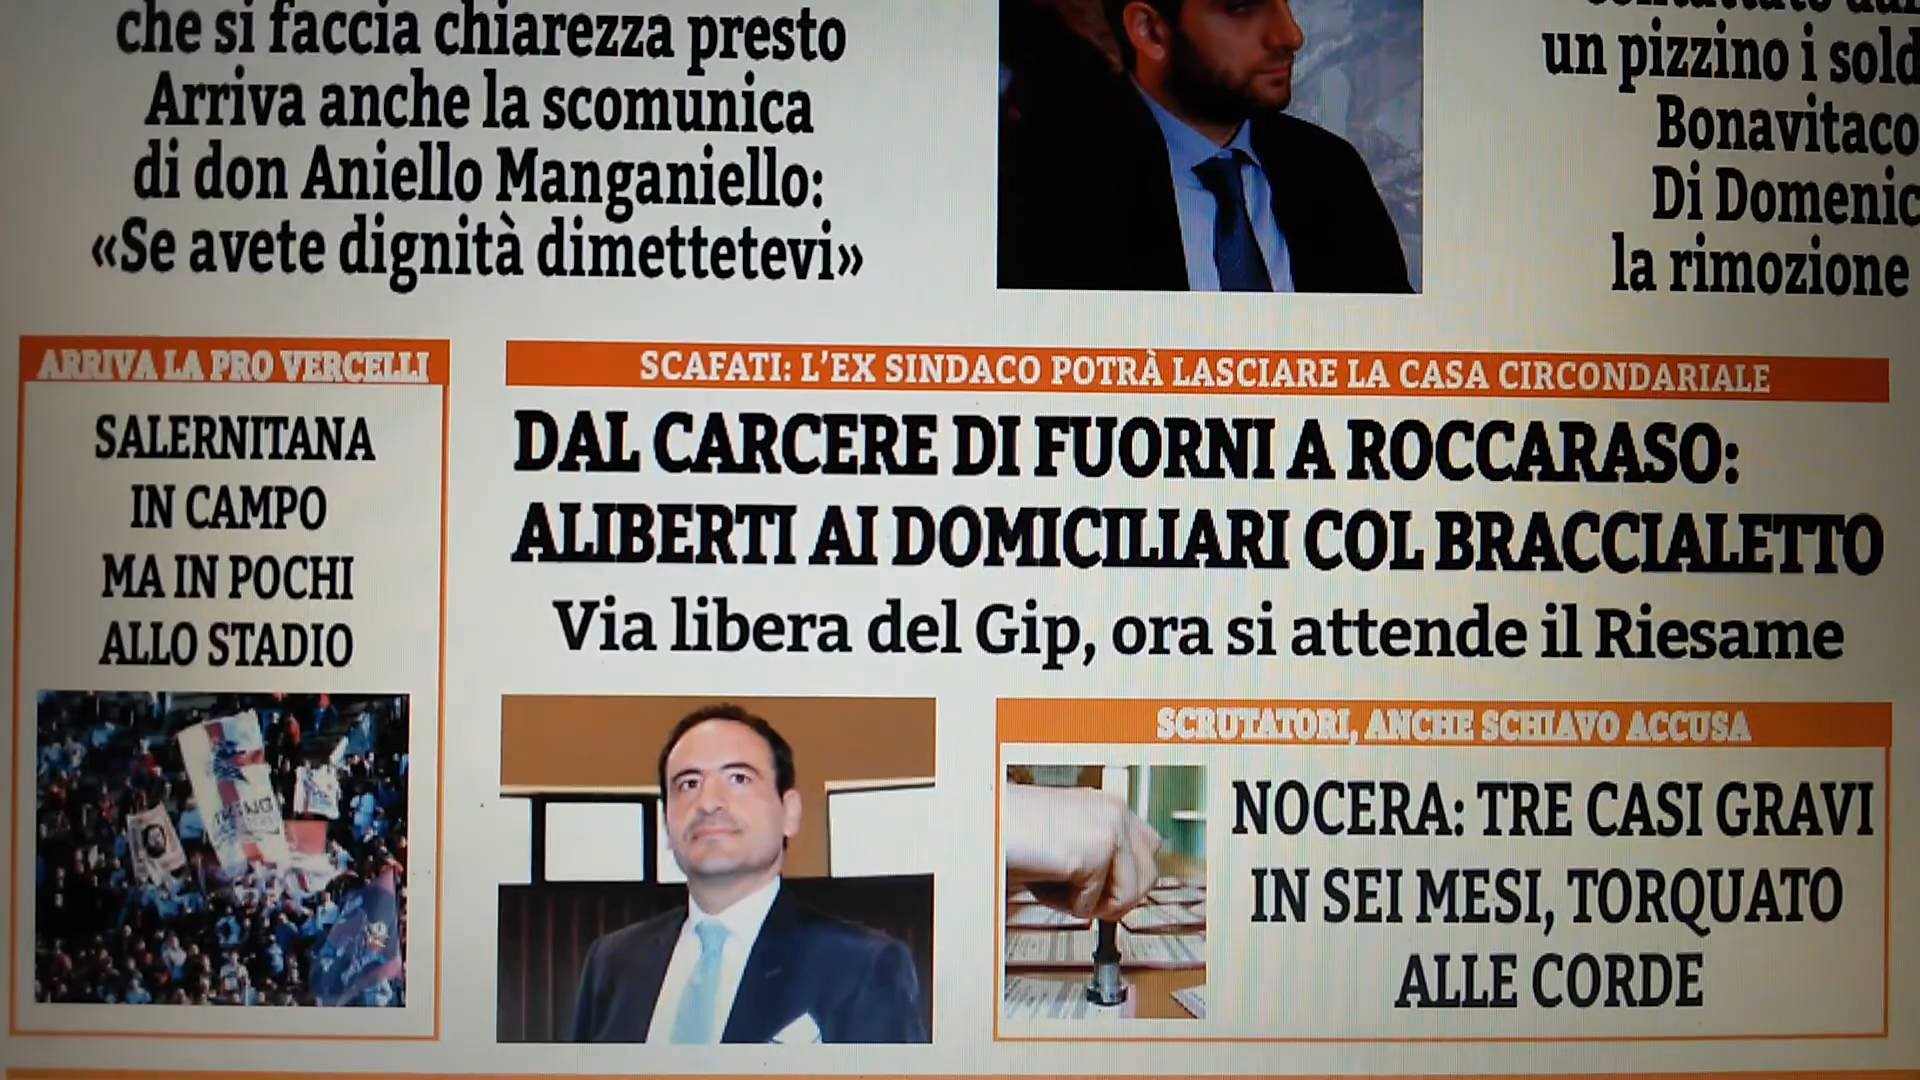 che si faccia chiarezza presto
Arriva anche la scomunica
di don Aniello Manganiello:
«Se avete dignità dimettetevi»
un pizzino i sold
Bonavitaco
Di Domenic
la rimozione
ARRIVA LA PRO VERCELLI
SALERNITANA
IN CAMPO
MA IN POCHI
ALLO STADIO
SCAFATI: L'EX SINDACO POTRÀ LASCIARE LA CASA CIRCONDARIALE
DAL CARCERE DI FUORNI A ROCCARASO:
ALIBERTI AI DOMICILIARI COL BRACCIALETTO
Via libera del Gip, ora si attende il Riesame
SCRUTATORI, ANCHE SCHIAVO ACCUSA
NOCERA: TRE CASI GRAVI
IN SEI MESI, TORQUATO
ALLE CORDE